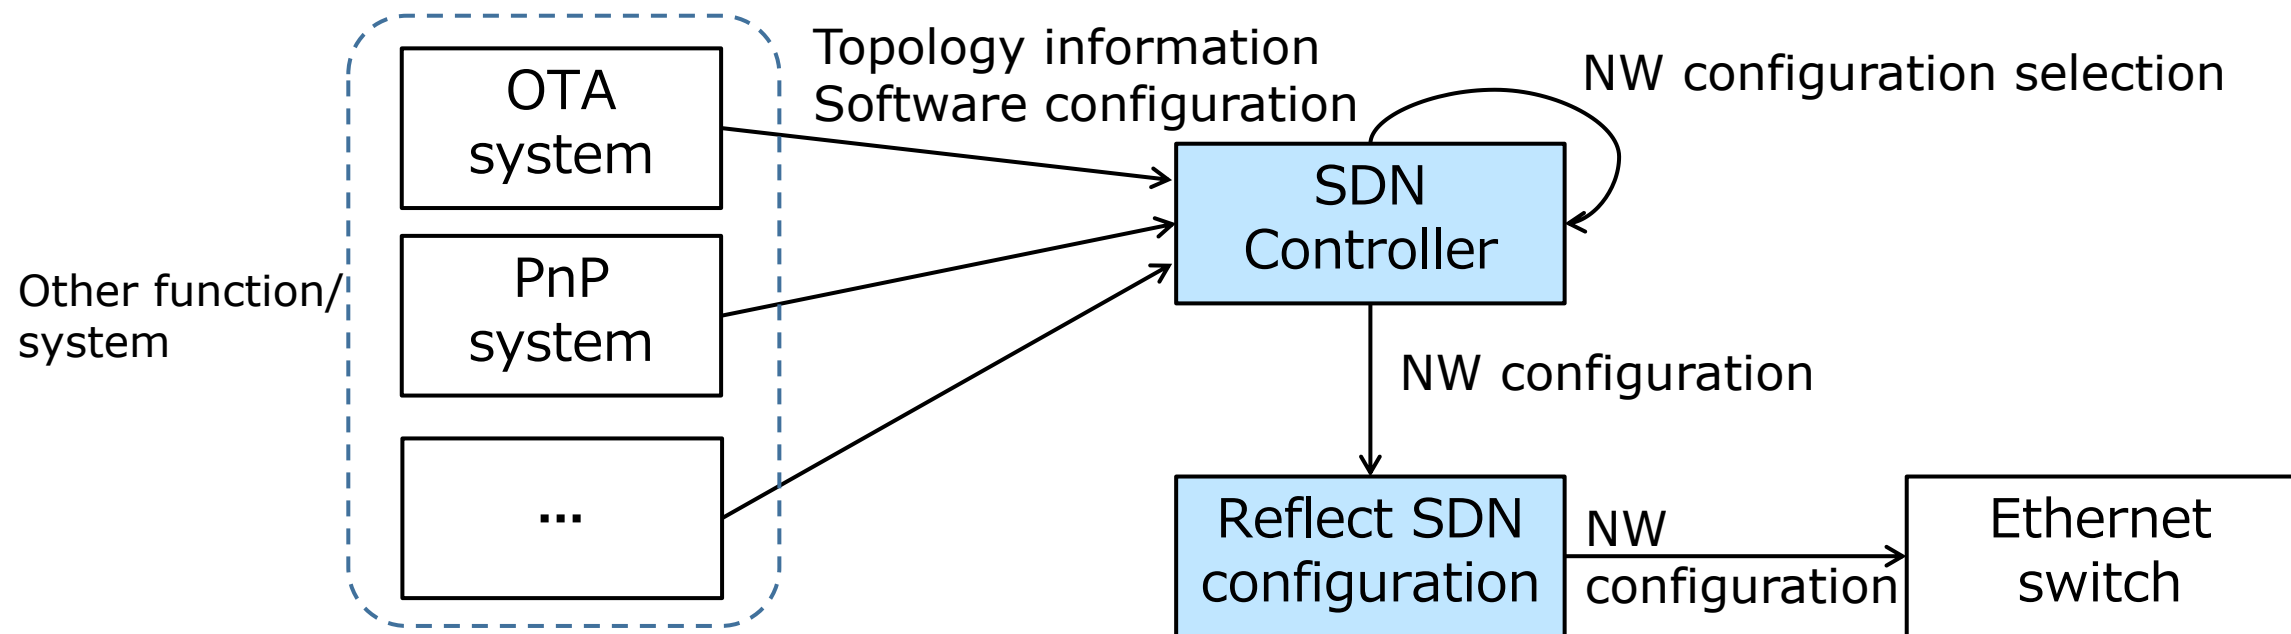 OTA
system
Topology information
Software configuration
NW configuration selection
SDN
Controller
Other function/
system
PnP
system
NW configuration
...
Reflect SDN
configuration
NW
configuration
Ethernet
switch